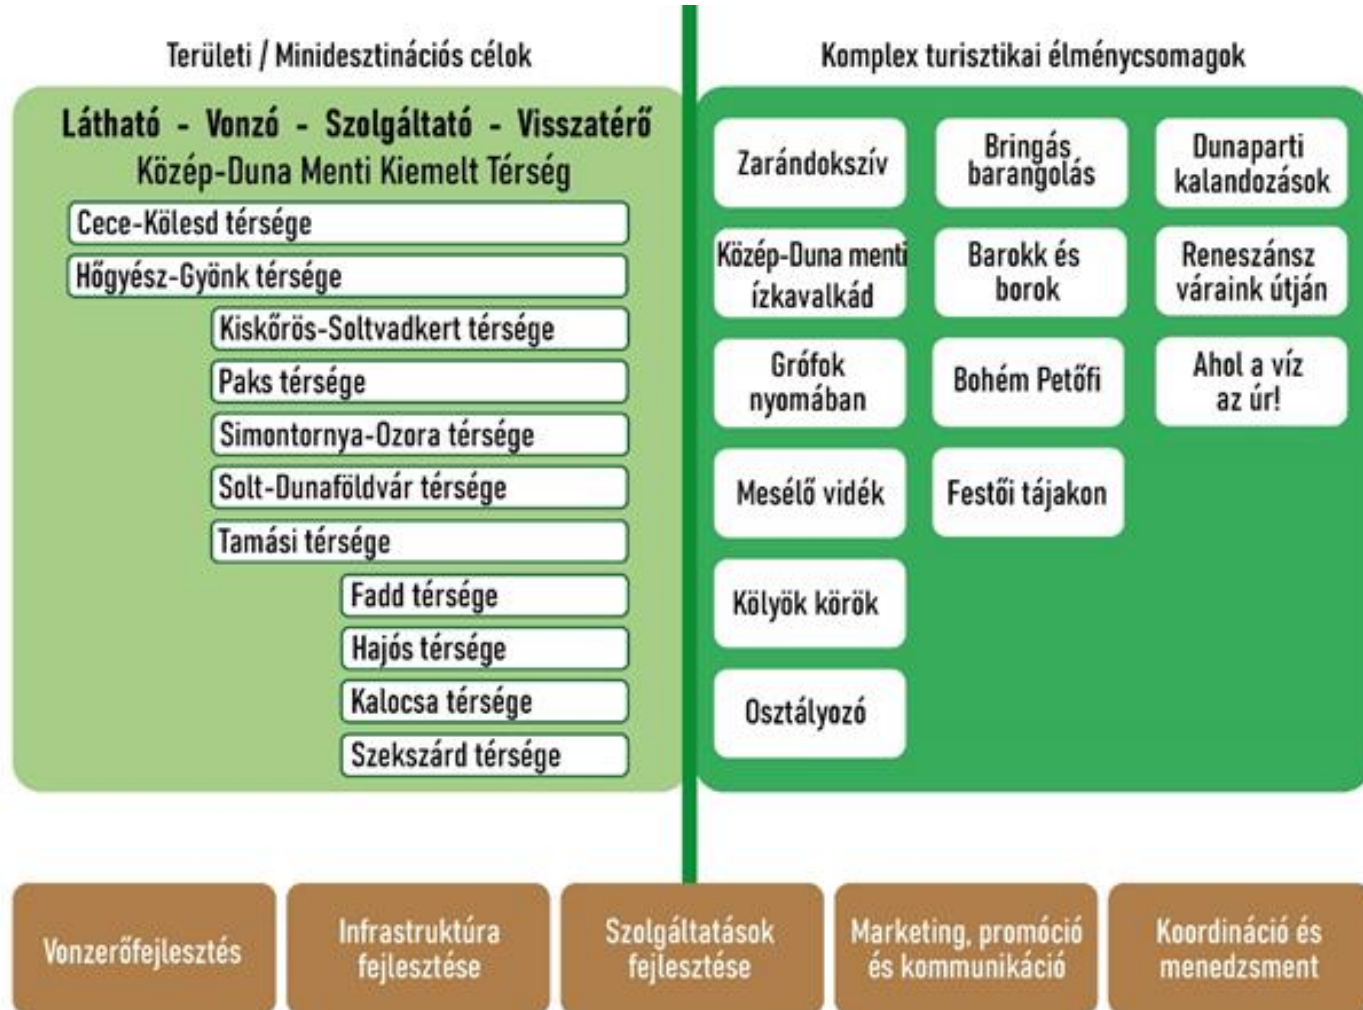 Területi / Minidesztinációs célok
Látható - Vonzó - Szolgáltató - Visszatérő
Közép-Duna Menti Kiemelt Térség
Cece-Kölesd térsége
Hőgyész-Gyönk térsége
Kiskőrös-Soltvadkert térsége
Paks térsége
Simontornya-Ozora térsége
Solt-Dunaföldvár térsége
Tamási térsége
Fadd térsége
Hajós térsége
Kalocsa térsége
Szekszárd térsége
Komplex turisztikai élménycsomagok
Zarándokszív
Bringás
barangolás
Dunaparti
kalandozások
Közép-Duna menti
ízkavalkád
Barokk és
borok
Reneszánsz
váraink útján
Grófok
nyomában
Bohém Petőfi
Ahol a víz
az úr!
Mesélő vidék
Festői tájakon
Kölyök körök
Osztályozó
Vonzerőfejlesztés
Infrastruktúra
fejlesztése
Szolgáltatások
fejlesztése
Marketing, promóció
és kommunikáció
Koordináció és
menedzsment